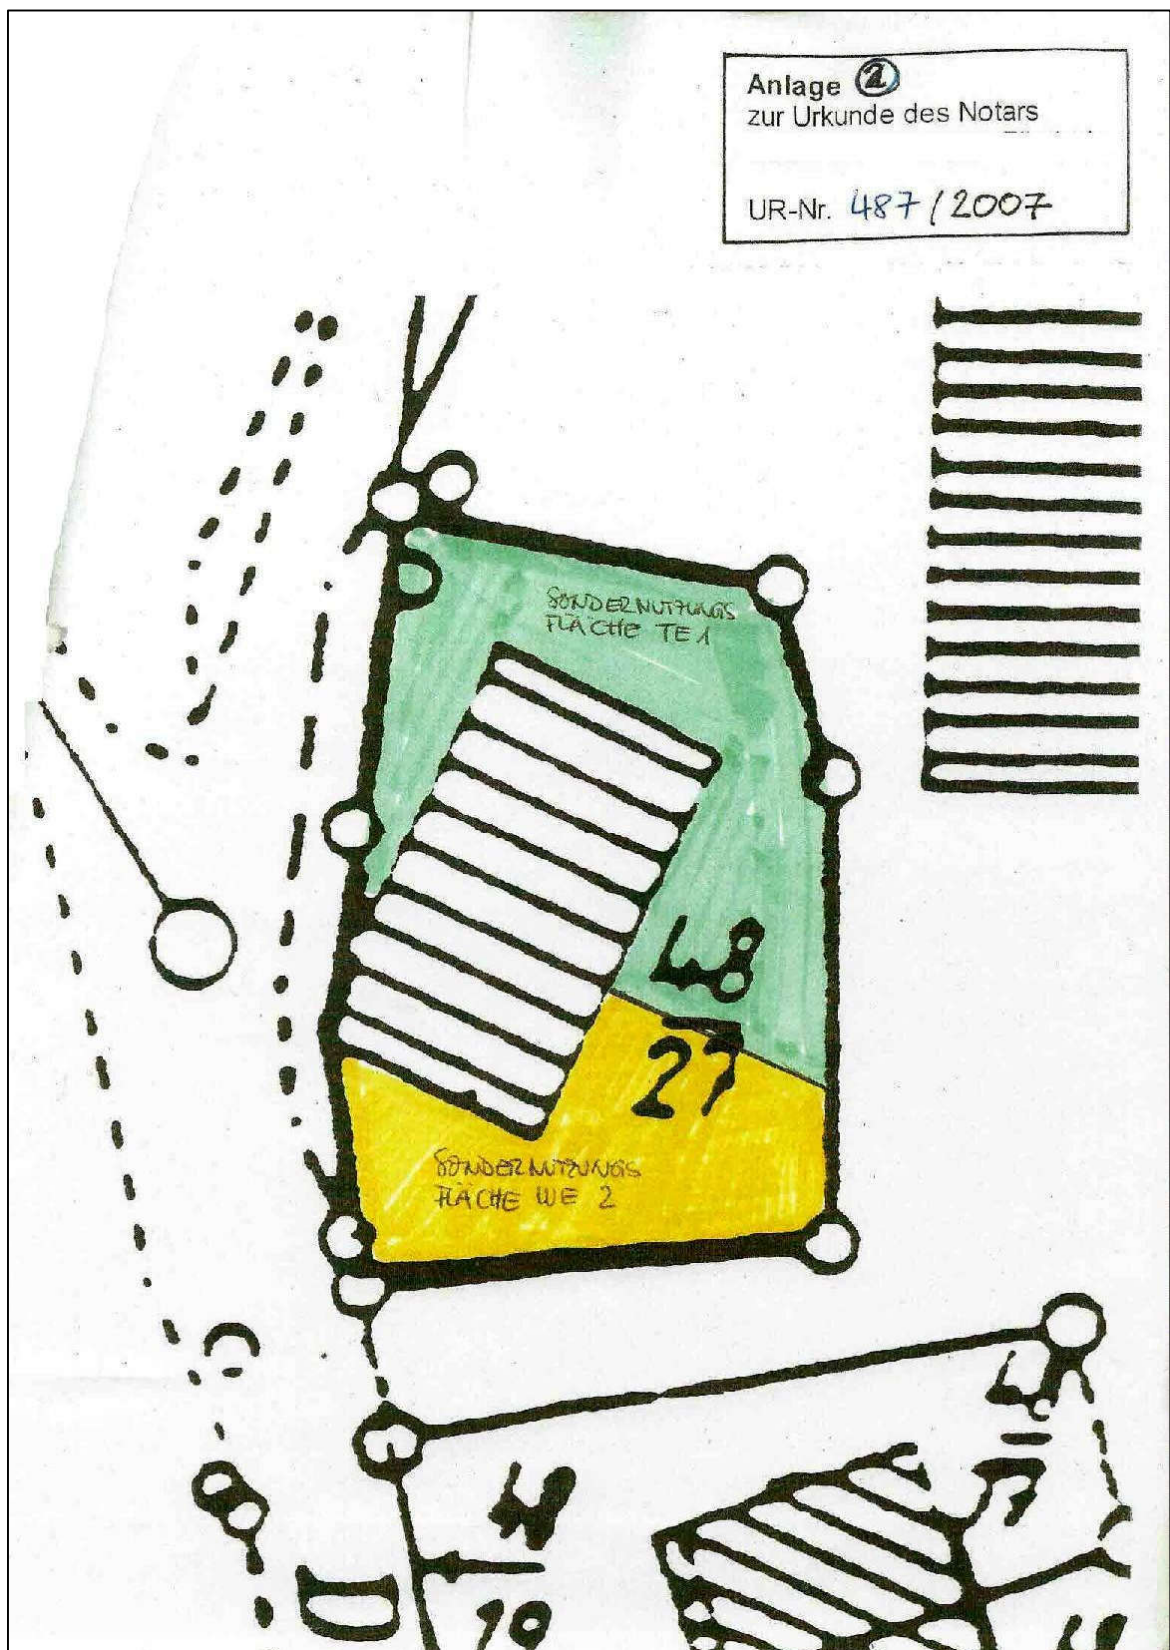 Anlage 2
zur Urkunde des Notars
UR-Nr. 487/2007
SONDERNUTZUNGS
FLÄCHE TE 1
48
27
SONDERNUTZUNGS
FLÄCHE WE 2
48